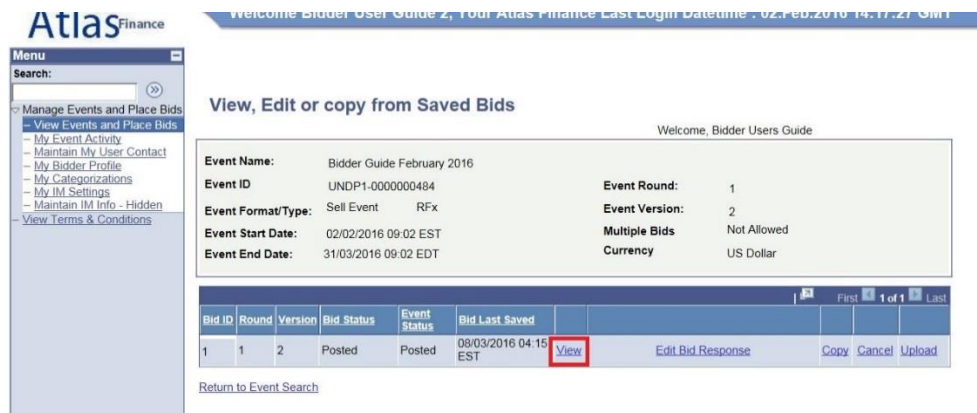 Atlas Finance
Welcome Bidder User Guide 2, Your Atlas Finance Last Login Datetime : 02.Feb.2016 14.17.27 GMT
Menu
Search:
Manage Events and Place Bids
– View Events and Place Bids
– My Event Activity
– Maintain My User Contact
– My Bidder Profile
– My Categorizations
– My IM Settings
– Maintain IM Info - Hidden
– View Terms & Conditions
View, Edit or copy from Saved Bids
Welcome, Bidder Users Guide
Event Name: Bidder Guide February 2016
Event ID UNDP1-0000000484 Event Round: 1
Event Format/Type: Sell Event RFx Event Version: 2
Event Start Date: 02/02/2016 09:02 EST Multiple Bids Not Allowed
Event End Date: 31/03/2016 09:02 EDT Currency US Dollar
First 1 of 1 Last
Bid ID Round Version Bid Status Event Status Bid Last Saved
1 1 2 Posted Posted 08/03/2016 04:15 EST View Edit Bid Response Copy Cancel Upload
Return to Event Search